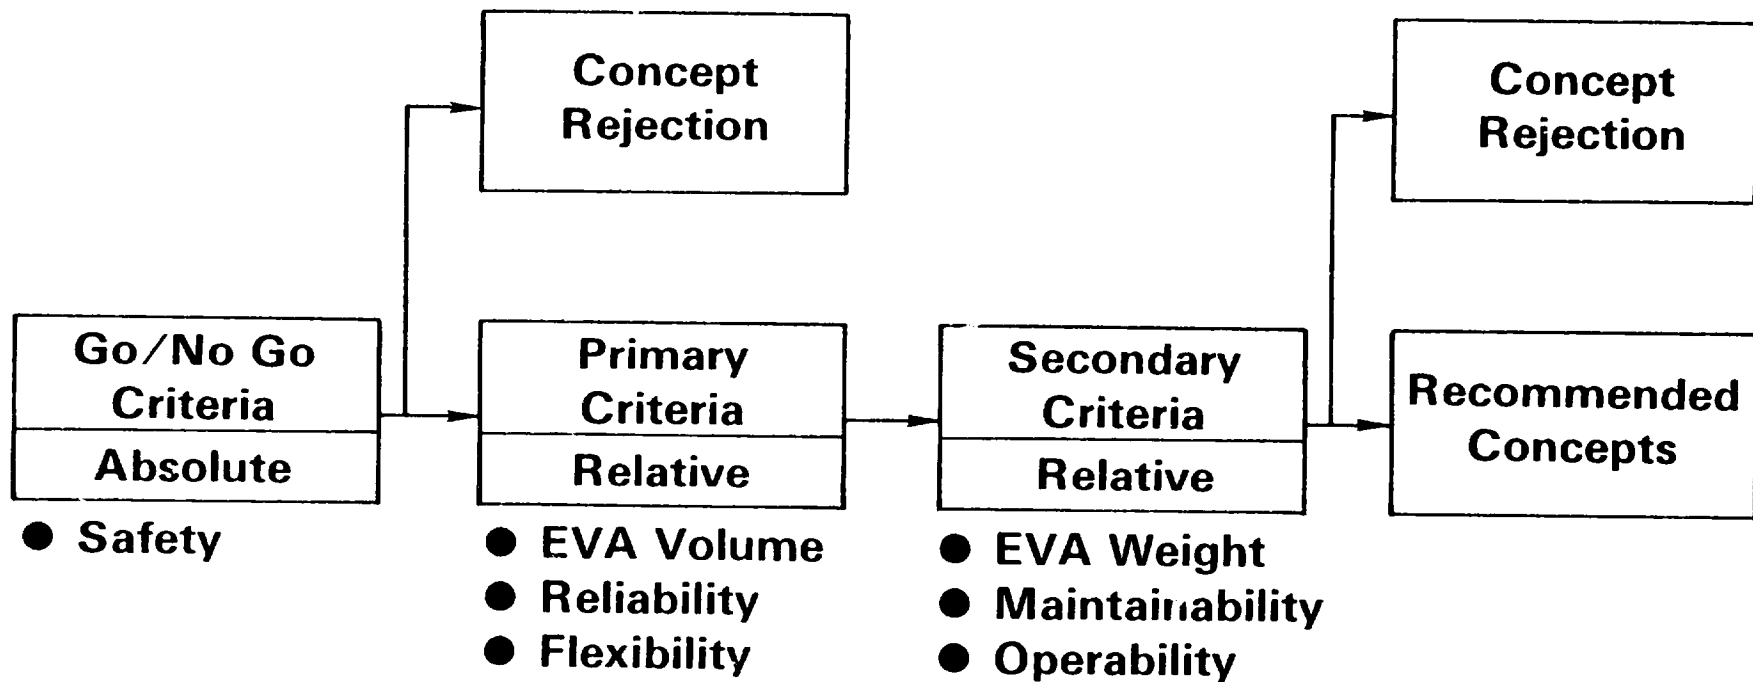 Concept
Rejection
Concept
Rejection
Go/No Go
Criteria
Absolute
● Safety
Primary
Criteria
Relative
● EVA Volume
● Reliability
● Flexibility
Secondary
Criteria
Relative
● EVA Weight
● Maintainability
● Operability
Recommended
Concepts